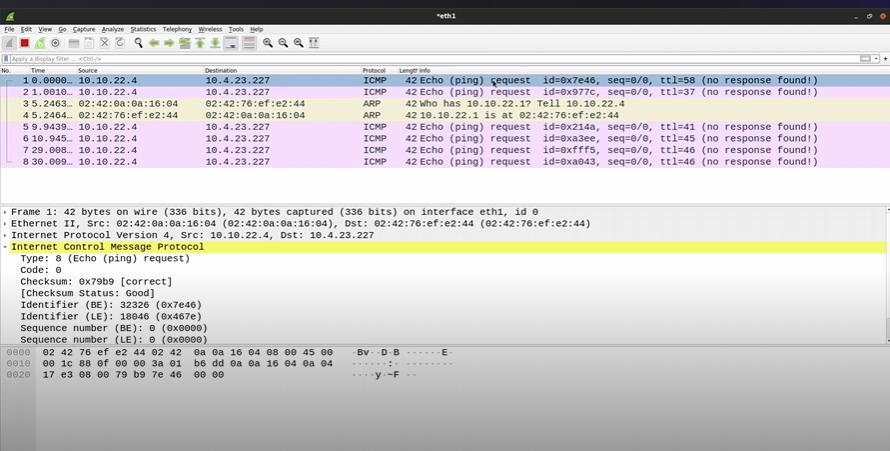 *eth1
File Edit View Go Capture Analyze Statistics Telephony Wireless Tools Help
Apply a display filter ... <Ctrl-/>
No. Time Source Destination Protocol Length Info
1 0.0000… 10.10.22.4 10.4.23.227 ICMP 42 Echo (ping) request id=0x7e46, seq=0/0, ttl=58 (no response found!)
2 1.0010… 10.10.22.4 10.4.23.227 ICMP 42 Echo (ping) request id=0x977c, seq=0/0, ttl=37 (no response found!)
3 5.2463… 02:42:0a:0a:16:04 02:42:76:ef:e2:44 ARP 42 Who has 10.10.22.1? Tell 10.10.22.4
4 5.2464… 02:42:76:ef:e2:44 02:42:0a:0a:16:04 ARP 42 10.10.22.1 is at 02:42:76:ef:e2:44
5 9.9439… 10.10.22.4 10.4.23.227 ICMP 42 Echo (ping) request id=0x214a, seq=0/0, ttl=41 (no response found!)
6 10.945… 10.10.22.4 10.4.23.227 ICMP 42 Echo (ping) request id=0xa3ee, seq=0/0, ttl=45 (no response found!)
7 29.008… 10.10.22.4 10.4.23.227 ICMP 42 Echo (ping) request id=0xfff5, seq=0/0, ttl=46 (no response found!)
8 30.009… 10.10.22.4 10.4.23.227 ICMP 42 Echo (ping) request id=0xa043, seq=0/0, ttl=46 (no response found!)
Frame 1: 42 bytes on wire (336 bits), 42 bytes captured (336 bits) on interface eth1, id 0
Ethernet II, Src: 02:42:0a:0a:16:04 (02:42:0a:0a:16:04), Dst: 02:42:76:ef:e2:44 (02:42:76:ef:e2:44)
Internet Protocol Version 4, Src: 10.10.22.4, Dst: 10.4.23.227
Internet Control Message Protocol
Type: 8 (Echo (ping) request)
Code: 0
Checksum: 0x79b9 [correct]
[Checksum Status: Good]
Identifier (BE): 32326 (0x7e46)
Identifier (LE): 18046 (0x467e)
Sequence number (BE): 0 (0x0000)
Sequence number (LE): 0 (0x0000)
0000 02 42 76 ef e2 44 02 42 0a 0a 16 04 08 00 45 00 ·Bv··D·B ······E·
0010 00 1c 88 0f 00 00 3a 01 b6 dd 0a 0a 16 04 0a 04 ······:· ········
0020 17 e3 08 00 79 b9 7e 46 00 00 ····y·~F ··